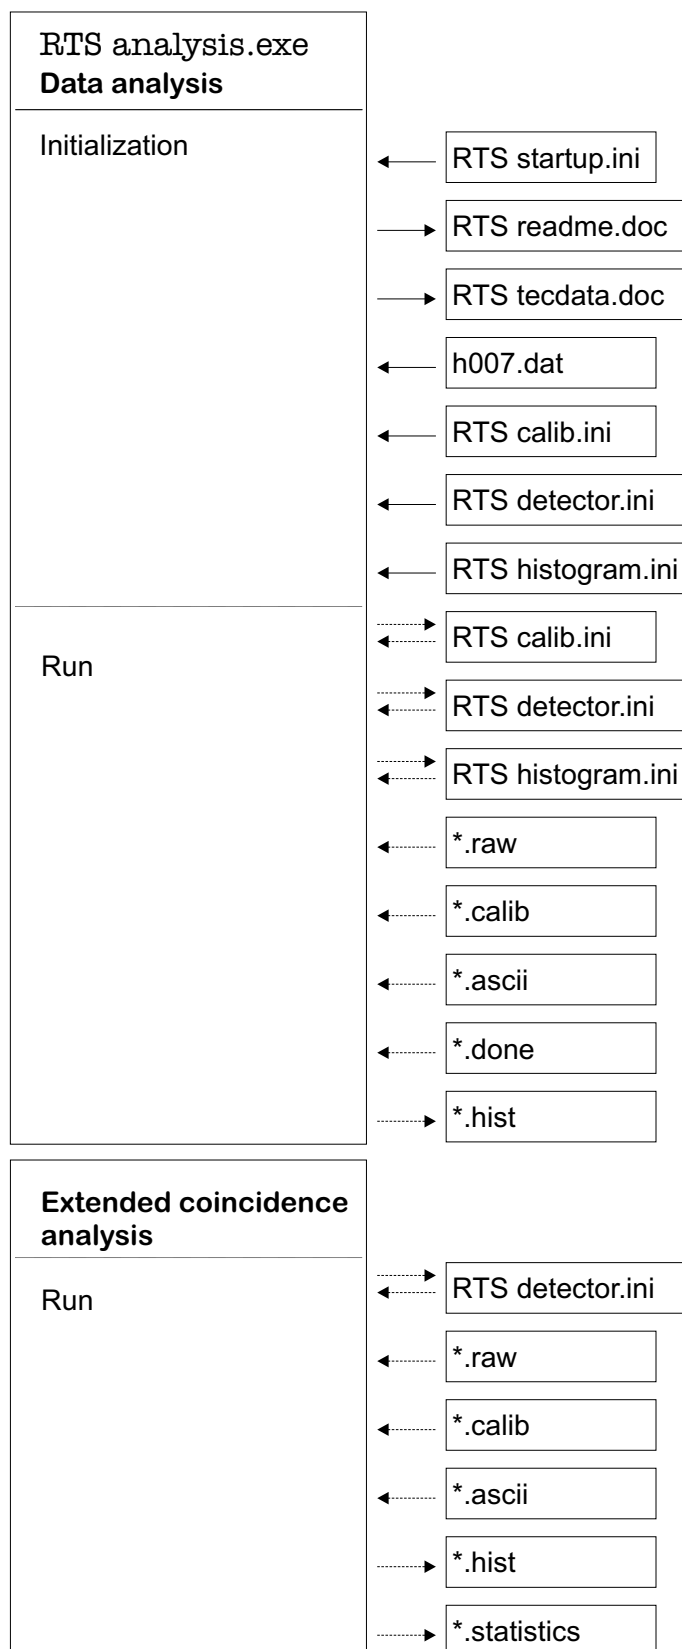 RTS analysis.exe
Data analysis
Initialization
RTS startup.ini
RTS readme.doc
RTS tecdata.doc
h007.dat
RTS calib.ini
RTS detector.ini
RTS histogram.ini
Run
RTS calib.ini
RTS detector.ini
RTS histogram.ini
*.raw
*.calib
*.ascii
*.done
*.hist
Extended coincidence
analysis
Run
RTS detector.ini
*.raw
*.calib
*.ascii
*.hist
*.statistics